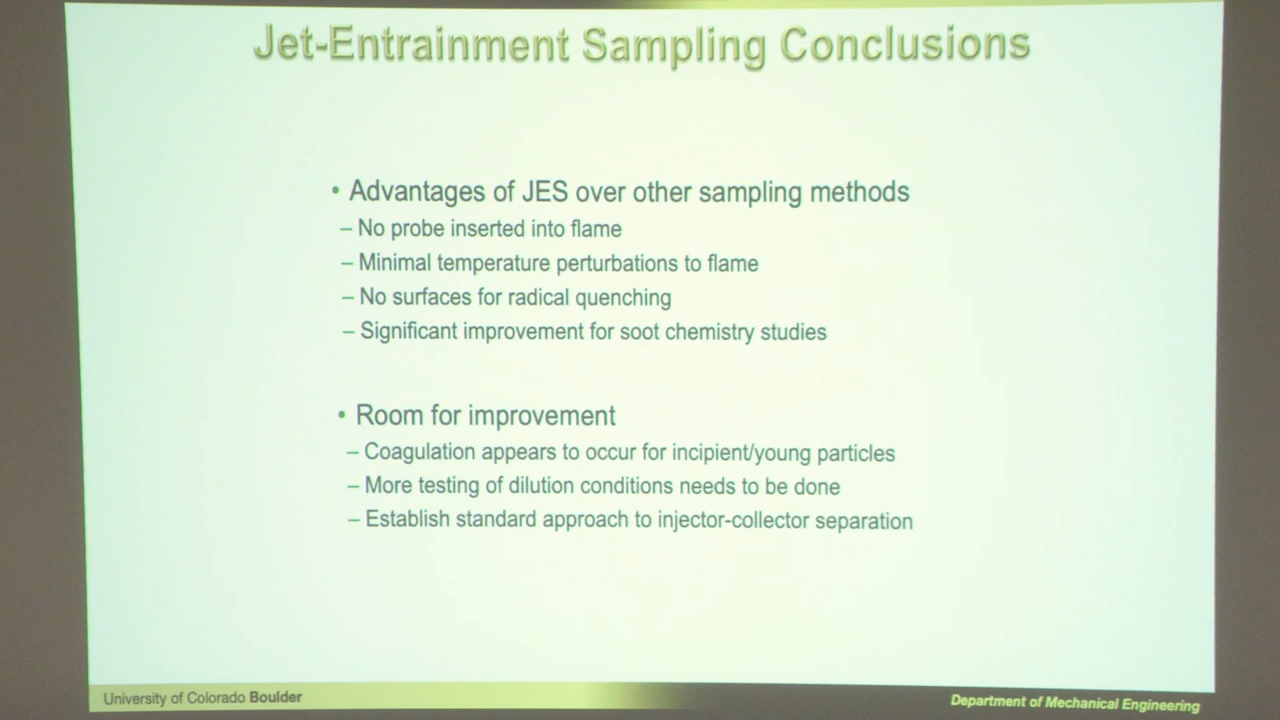 Jet-Entrainment Sampling Conclusions
• Advantages of JES over other sampling methods
– No probe inserted into flame
– Minimal temperature perturbations to flame
– No surfaces for radical quenching
– Significant improvement for soot chemistry studies
• Room for improvement
– Coagulation appears to occur for incipient/young particles
– More testing of dilution conditions needs to be done
– Establish standard approach to injector-collector separation
University of Colorado Boulder
Department of Mechanical Engineering